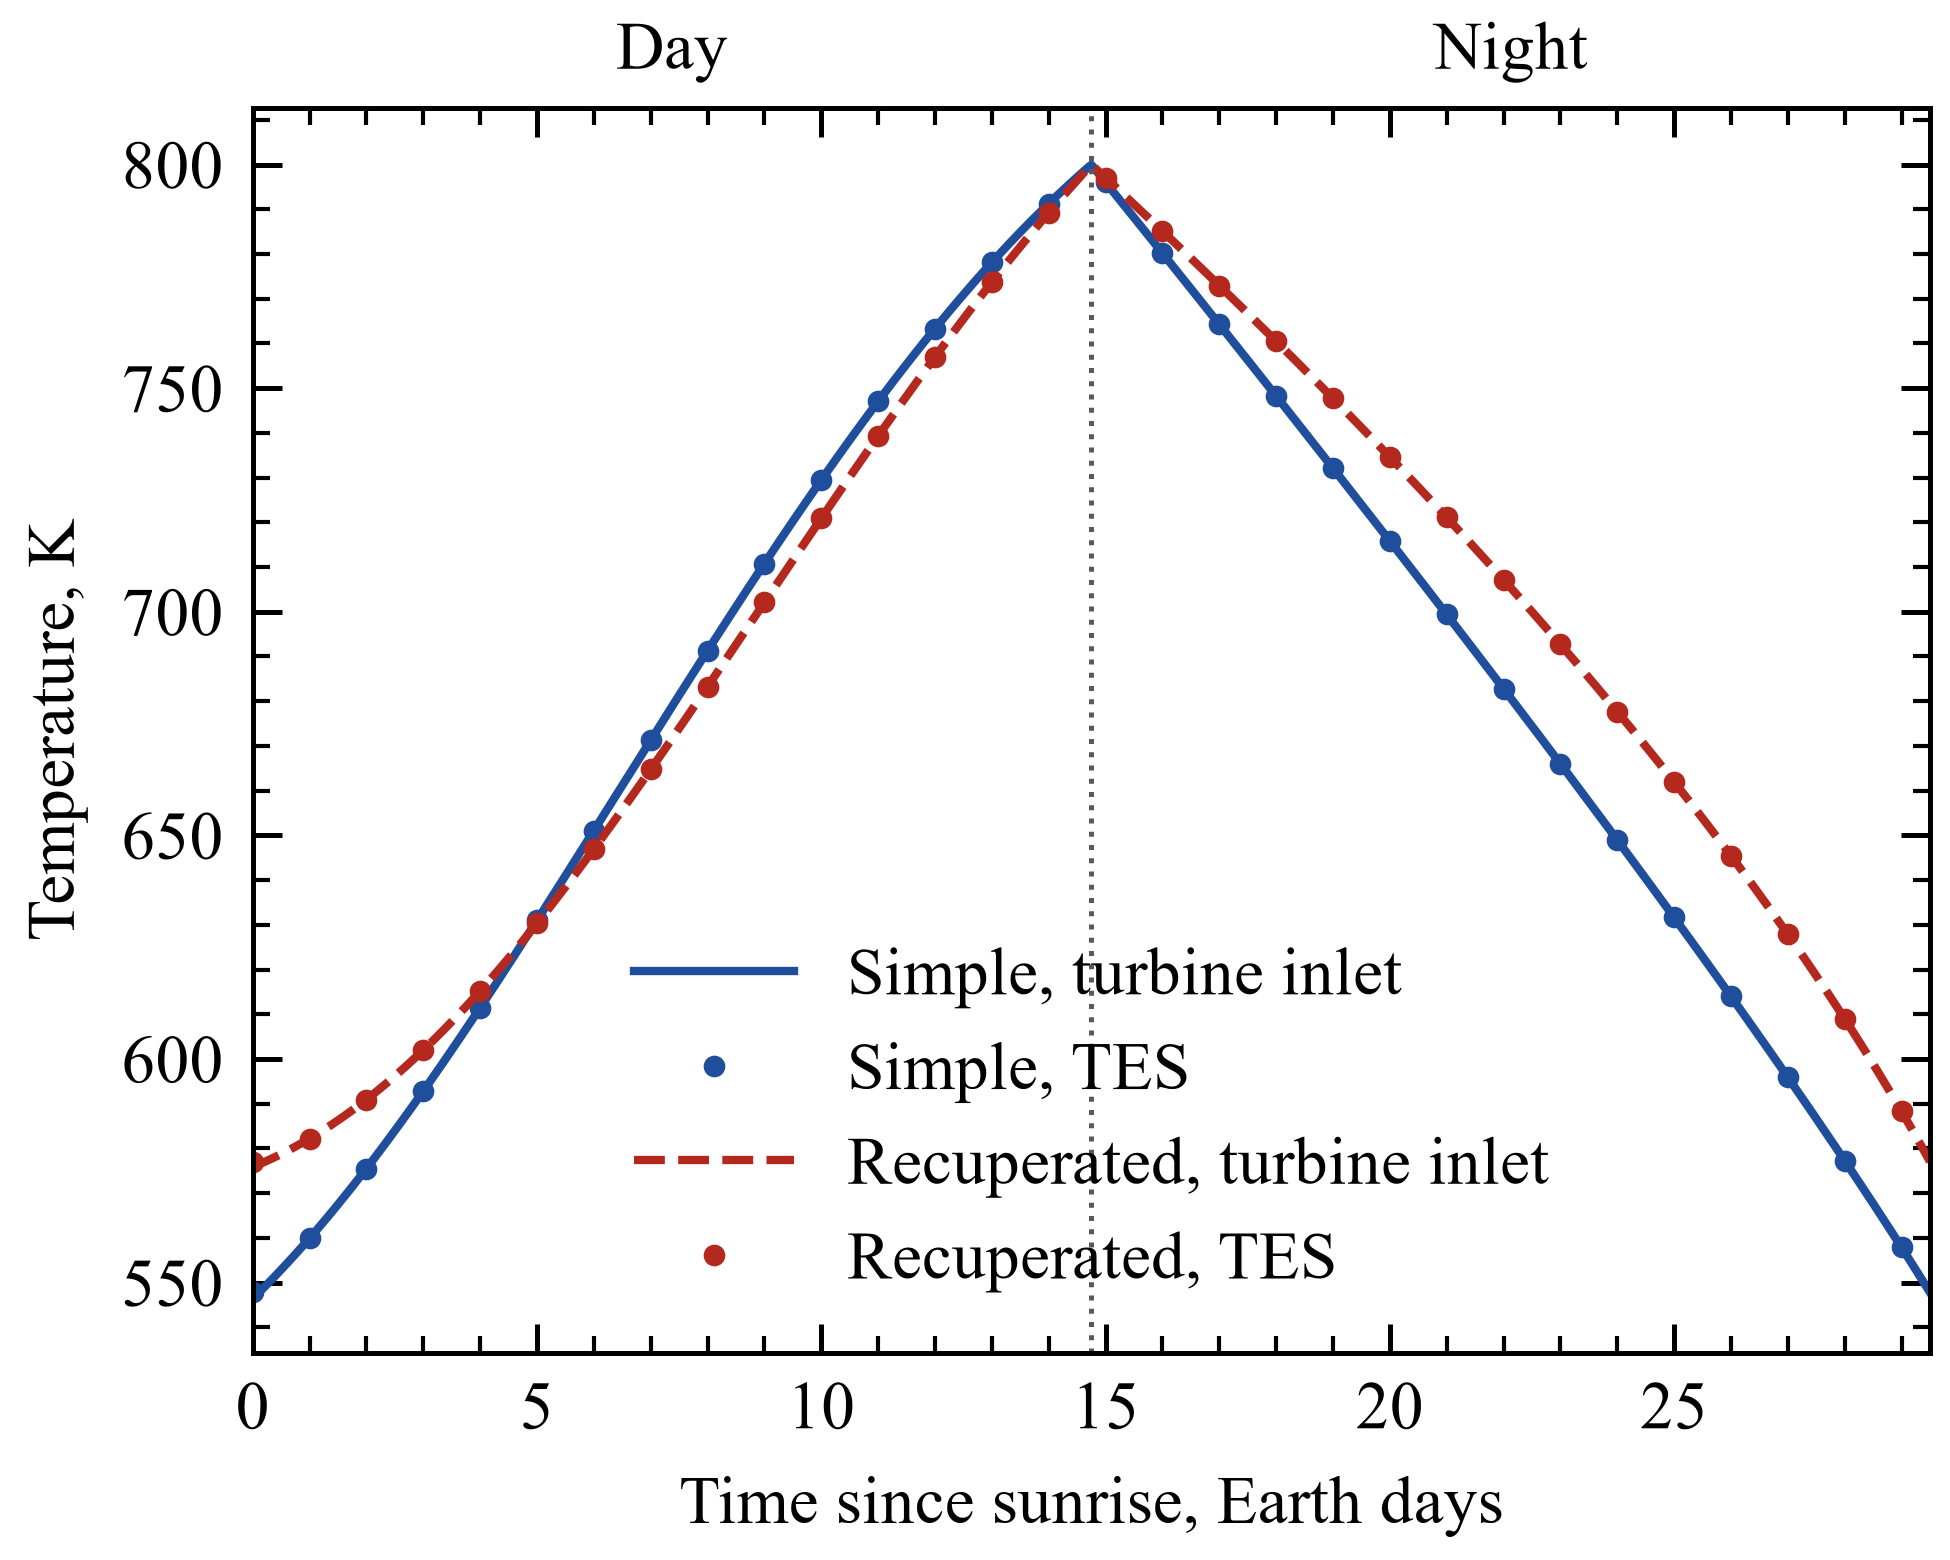 Day Night
800
750
700
650
600
550
Temperature, K
Simple, turbine inlet
Simple, TES
Recuperated, turbine inlet
Recuperated, TES
0 5 10 15 20 25
Time since sunrise, Earth days